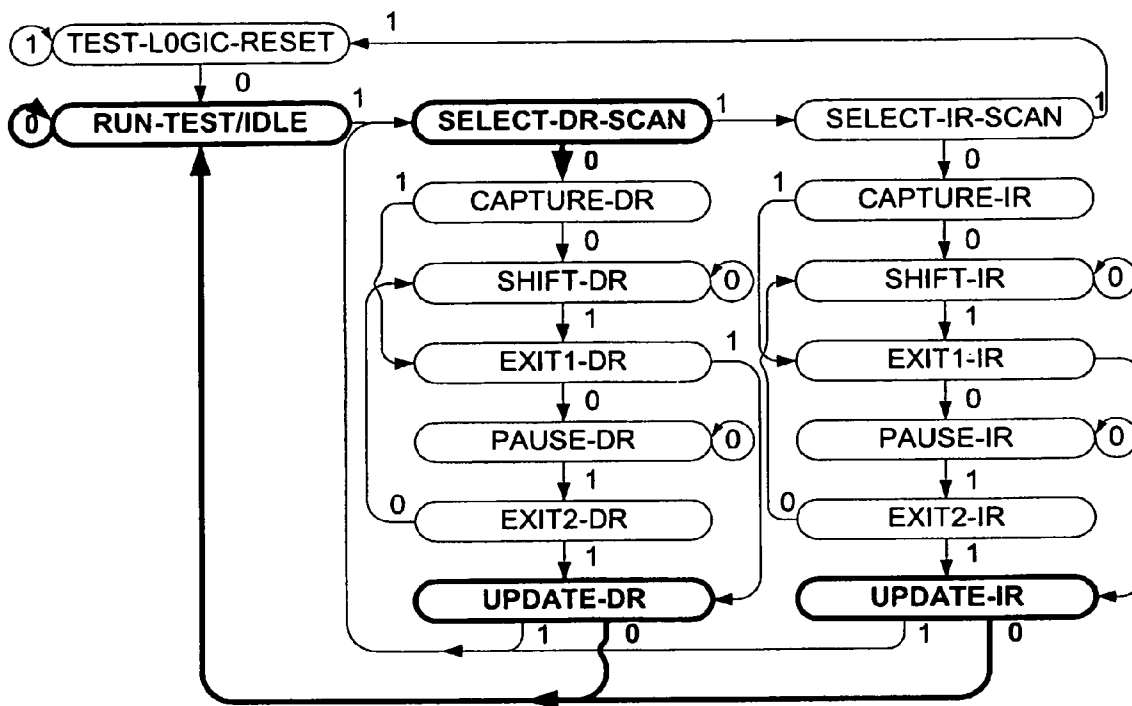 1
1 TEST-L0GIC-RESET
0
0 RUN-TEST/IDLE 1 SELECT-DR-SCAN 1 SELECT-IR-SCAN 1
0 0
1 CAPTURE-DR 1 CAPTURE-IR
0 0
SHIFT-DR 0 SHIFT-IR 0
1 1
EXIT1-DR 1 EXIT1-IR
0 0
PAUSE-DR 0 PAUSE-IR 0
1 1
0 EXIT2-DR 0 EXIT2-IR
1 1
UPDATE-DR UPDATE-IR
1 0 1 0